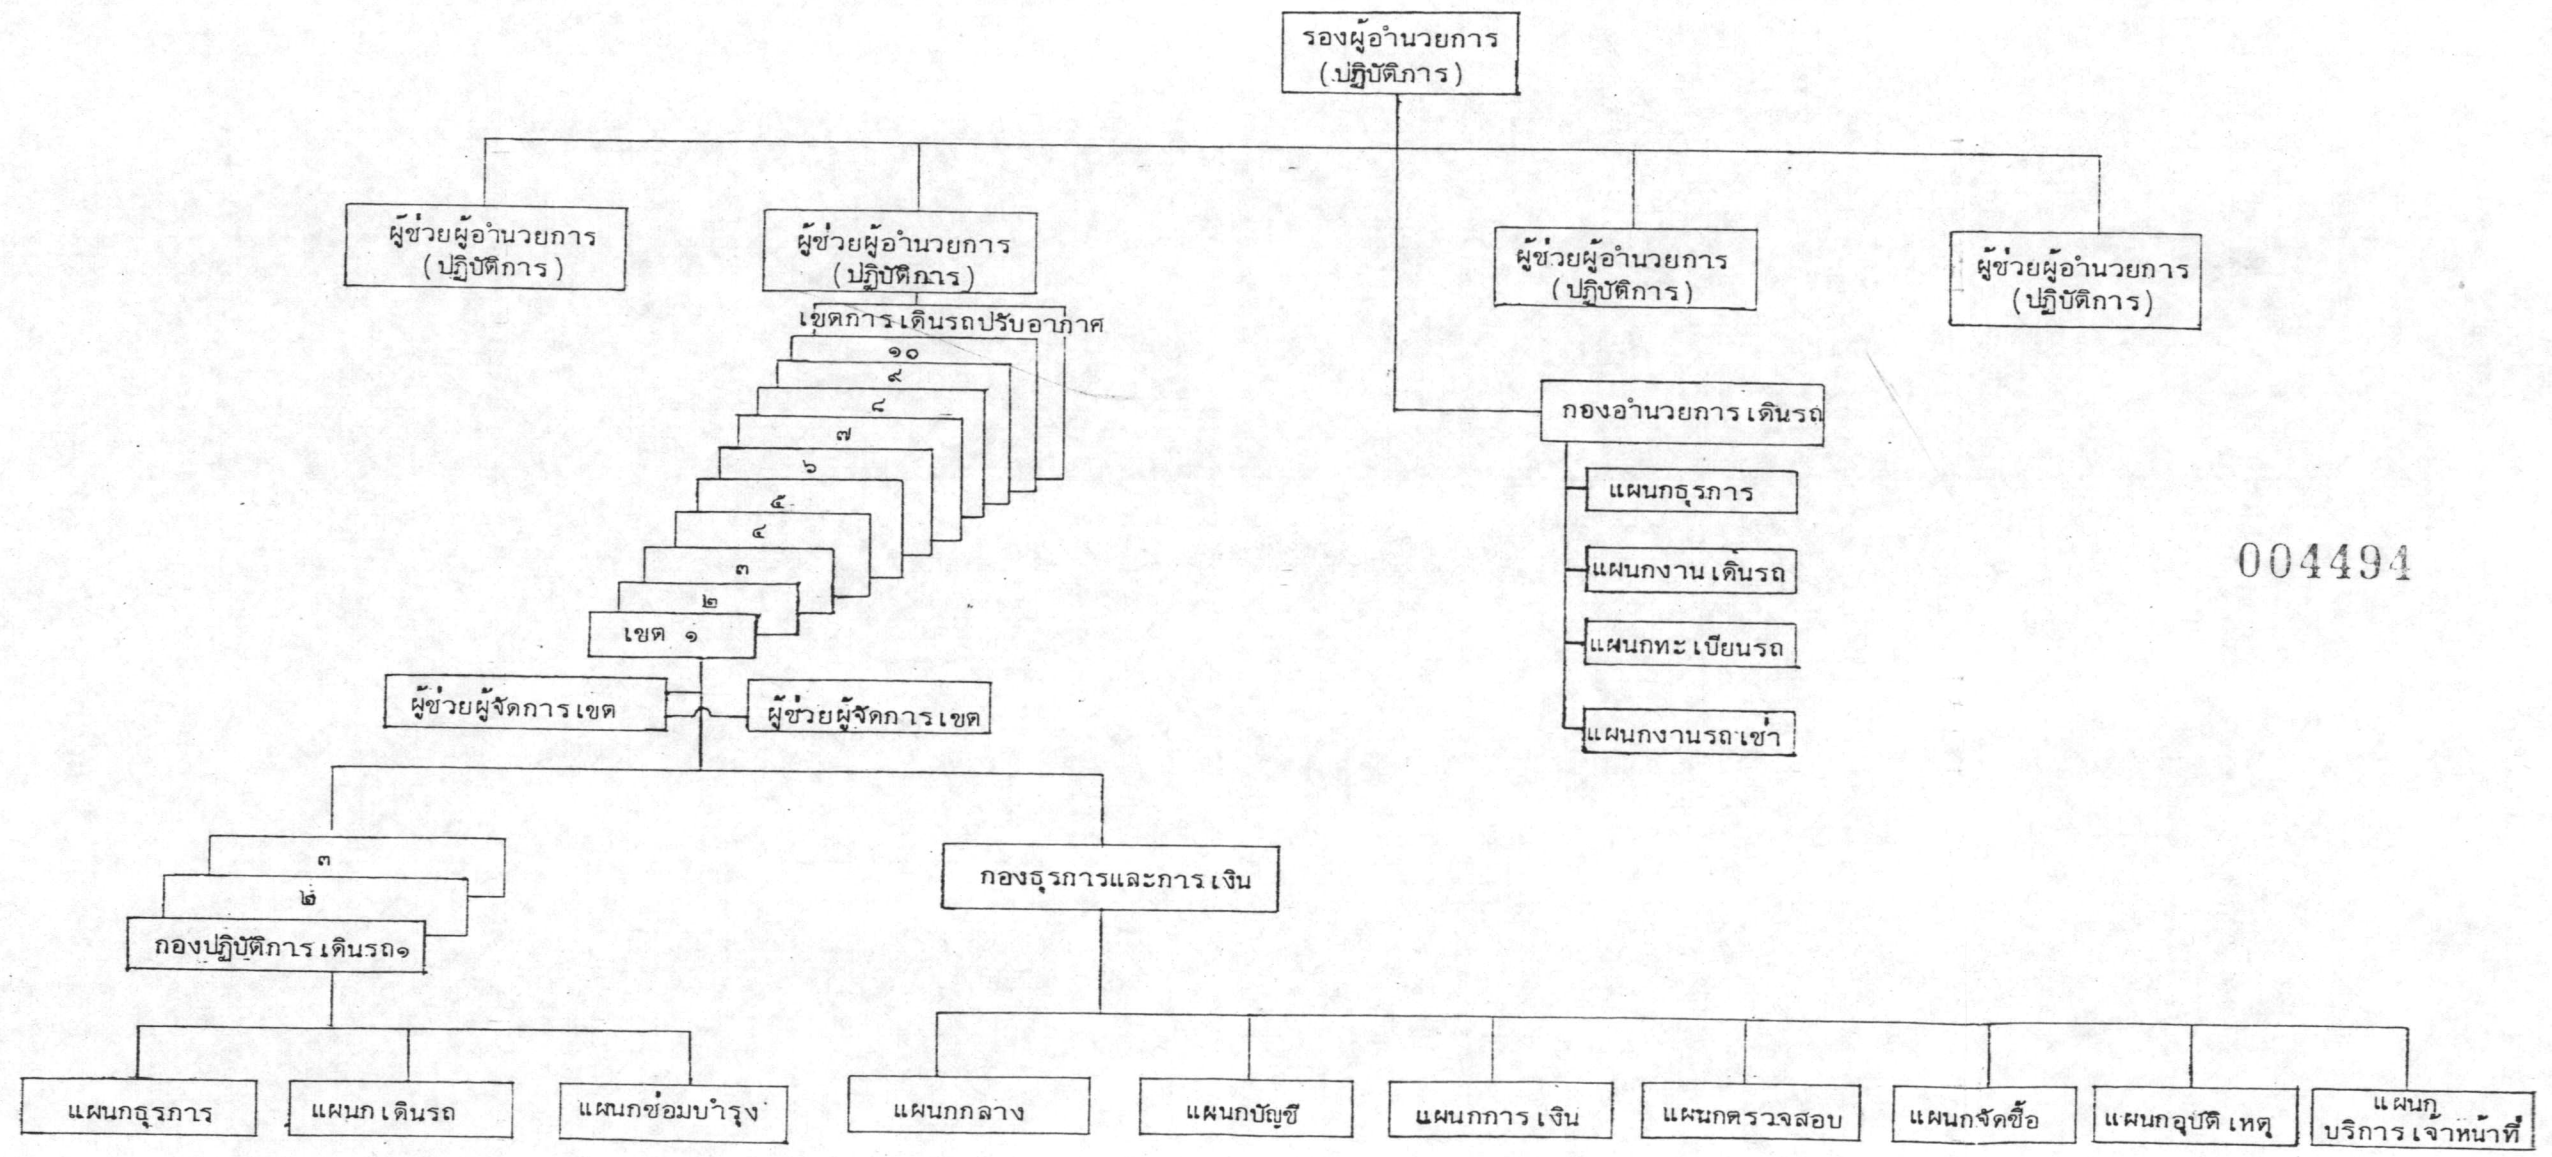 รองผู้อำนวยการ
(ปฏิบัติการ)
ผู้ช่วยผู้อำนวยการ
(ปฏิบัติการ)
ผู้ช่วยผู้อำนวยการ
(ปฏิบัติการ)
ผู้ช่วยผู้อำนวยการ
(ปฏิบัติการ)
ผู้ช่วยผู้อำนวยการ
(ปฏิบัติการ)
เขตการเดินรถปรับอากาศ
๑๐
๙
๘
๗
๖
๕
๔
๓
๒
เขต ๑
กองอำนวยการเดินรถ
แผนกธุรการ
แผนกงานเดินรถ
แผนกทะเบียนรถ
แผนกงานรถเช่า
004494
ผู้ช่วยผู้จัดการเขต
ผู้ช่วยผู้จัดการเขต
๓
๒
กองปฏิบัติการเดินรถ๑
กองธุรการและการเงิน
แผนกธุรการ
แผนกเดินรถ
แผนกซ่อมบำรุง
แผนกกลาง
แผนกบัญชี
แผนกการเงิน
แผนกตรวจสอบ
แผนกจัดซื้อ
แผนกอุบัติเหตุ
แผนก
บริการเจ้าหน้าที่